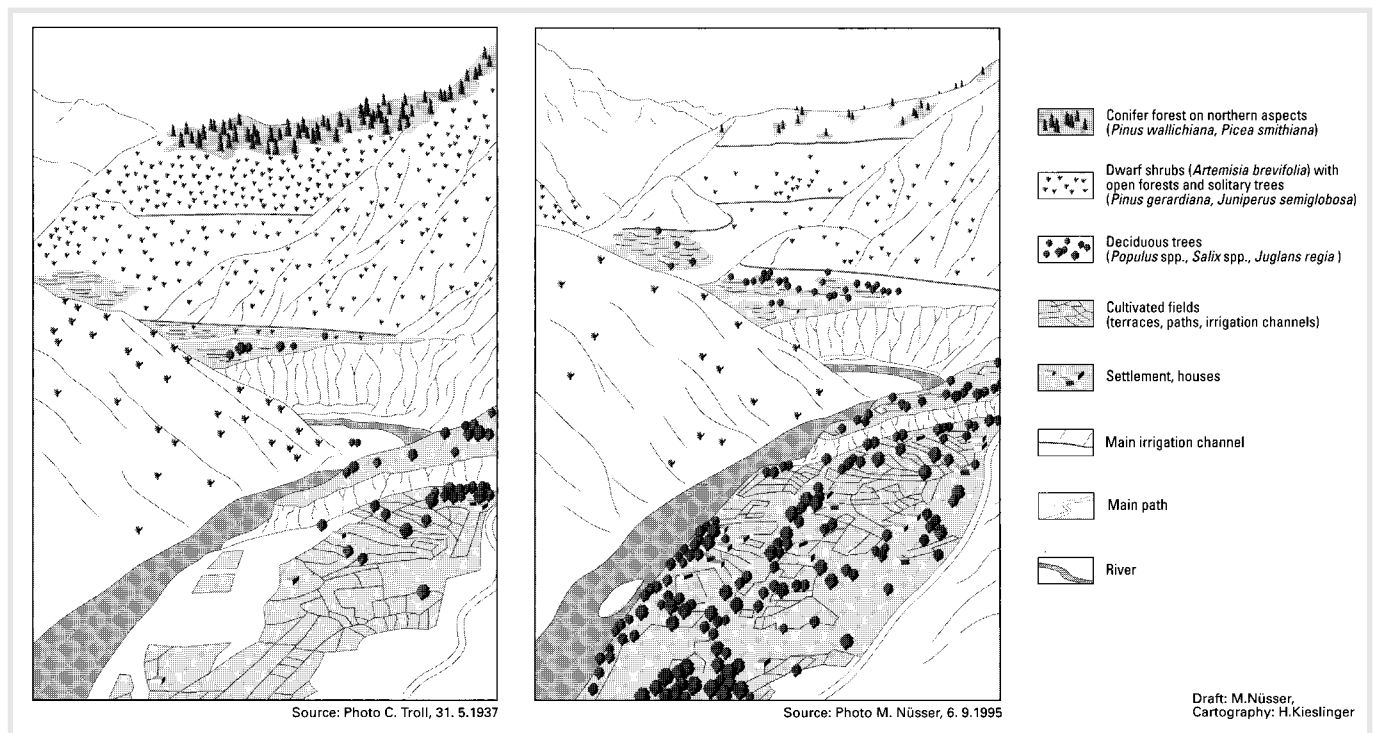 Conifer forest on northern aspects
(Pinus wallichiana, Picea smithiana)
Dwarf shrubs (Artemisia brevifolia) with
open forests and solitary trees
(Pinus gerardiana, Juniperus semiglobosa)
Deciduous trees
(Populus spp., Salix spp., Juglans regia )
Cultivated fields
(terraces, paths, irrigation channels)
Settlement, houses
Main irrigation channel
Main path
River
Source: Photo C. Troll, 31. 5.1937
Source: Photo M. Nüsser, 6. 9.1995
Draft: M.Nüsser,
Cartography: H.Kieslinger